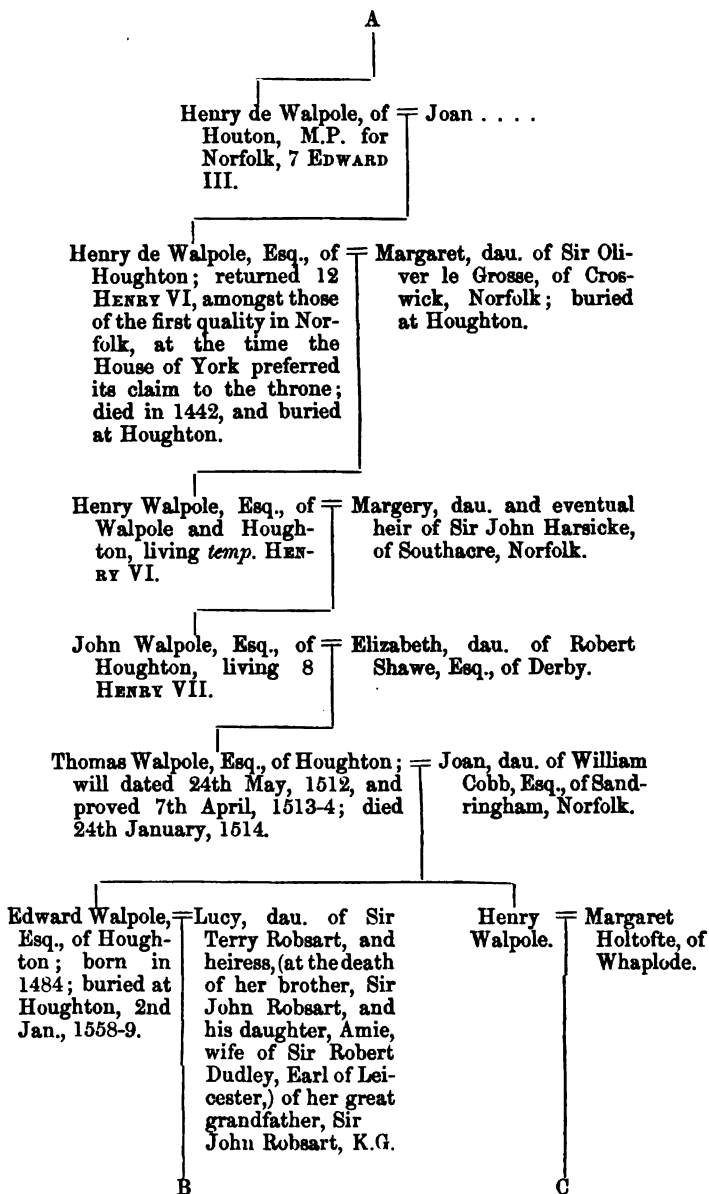 A
Henry de Walpole, of
Houton, M.P. for
Norfolk, 7 EDWARD
III.
= Joan . . . .
Henry de Walpole, Esq., of
Houghton; returned 12
HENRY VI, amongst those
of the first quality in Nor-
folk, at the time the
House of York preferred
its claim to the throne;
died in 1442, and buried
at Houghton.
= Margaret, dau. of Sir Oli-
ver le Grosse, of Cros-
wick, Norfolk; buried
at Houghton.
Henry Walpole, Esq., of
Walpole and Hough-
ton, living temp. HEN-
RY VI.
= Margery, dau. and eventual
heir of Sir John Harsicke,
of Southacre, Norfolk.
John Walpole, Esq., of
Houghton, living 8
HENRY VII.
= Elizabeth, dau. of Robert
Shawe, Esq., of Derby.
Thomas Walpole, Esq., of Houghton;
will dated 24th May, 1512, and
proved 7th April, 1513-4; died
24th January, 1514.
= Joan, dau. of William
Cobb, Esq., of Sand-
ringham, Norfolk.
Edward Walpole,
Esq., of Hough-
ton; born in
1484; buried at
Houghton, 2nd
Jan., 1558-9.
= Lucy, dau. of Sir
Terry Robsart, and
heiress, (at the death
of her brother, Sir
John Robsart, and
his daughter, Amie,
wife of Sir Robert
Dudley, Earl of Lei-
cester,) of her great
grandfather, Sir
John Robsart, K.G.
Henry
Walpole.
= Margaret
Holtofte, of
Whaplode.
B
C